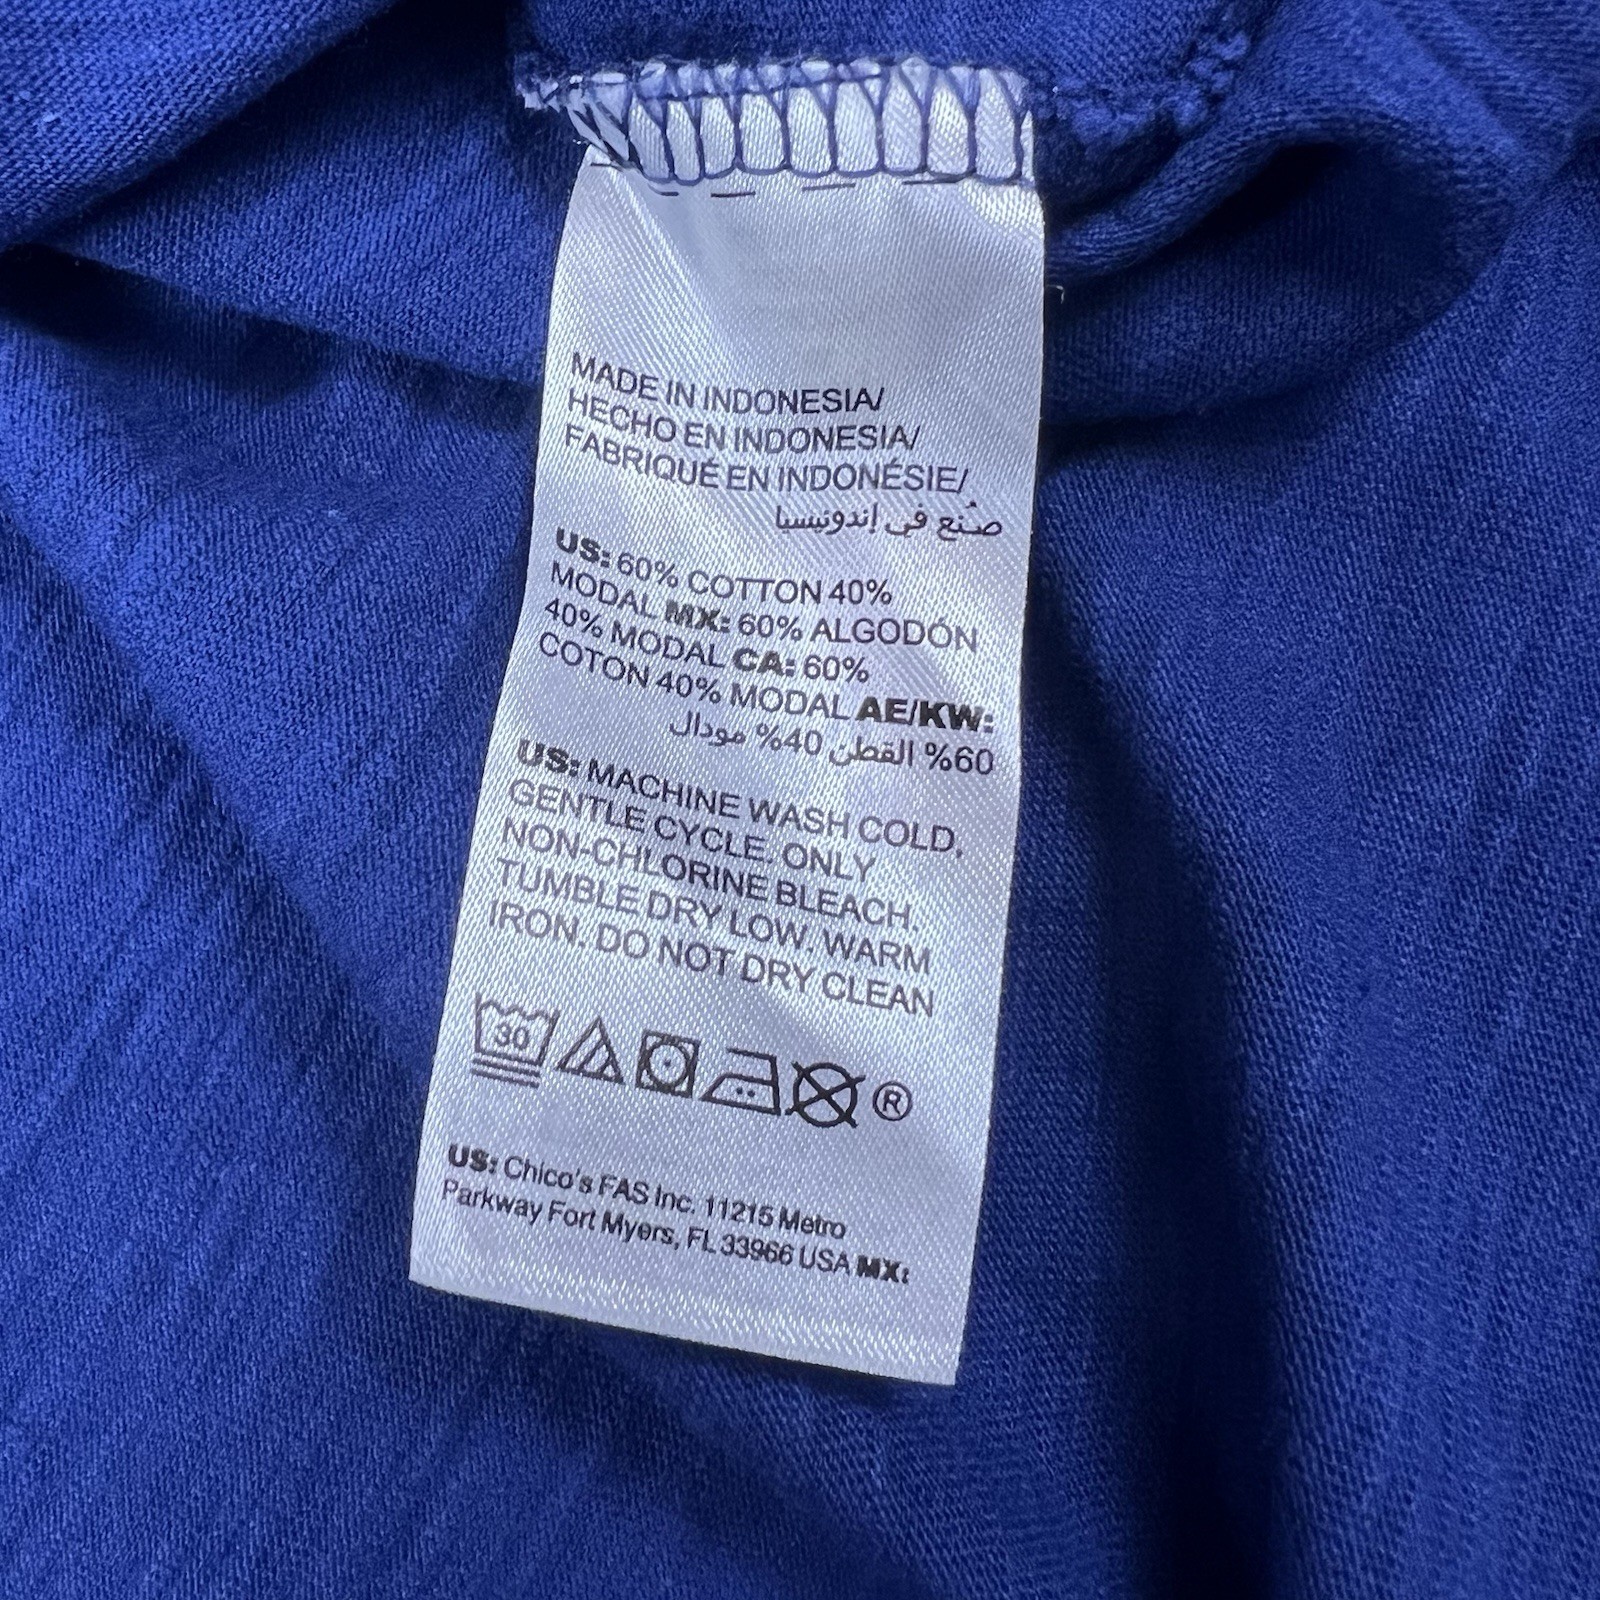 MADE IN INDONESIA/
HECHO EN INDONESIA/
FABRIQUÉ EN INDONÉSIE/
صُنع في إندونيسيا
US: 60% COTTON 40%
MODAL MX: 60% ALGODÓN
40% MODAL CA: 60%
COTON 40% MODAL AE/KW:
60% القطن 40% مودال
US: MACHINE WASH COLD,
GENTLE CYCLE. ONLY
NON-CHLORINE BLEACH.
TUMBLE DRY LOW. WARM
IRON. DO NOT DRY CLEAN
30 ®
US: Chico's FAS Inc. 11215 Metro
Parkway Fort Myers, FL 33966 USA MX: